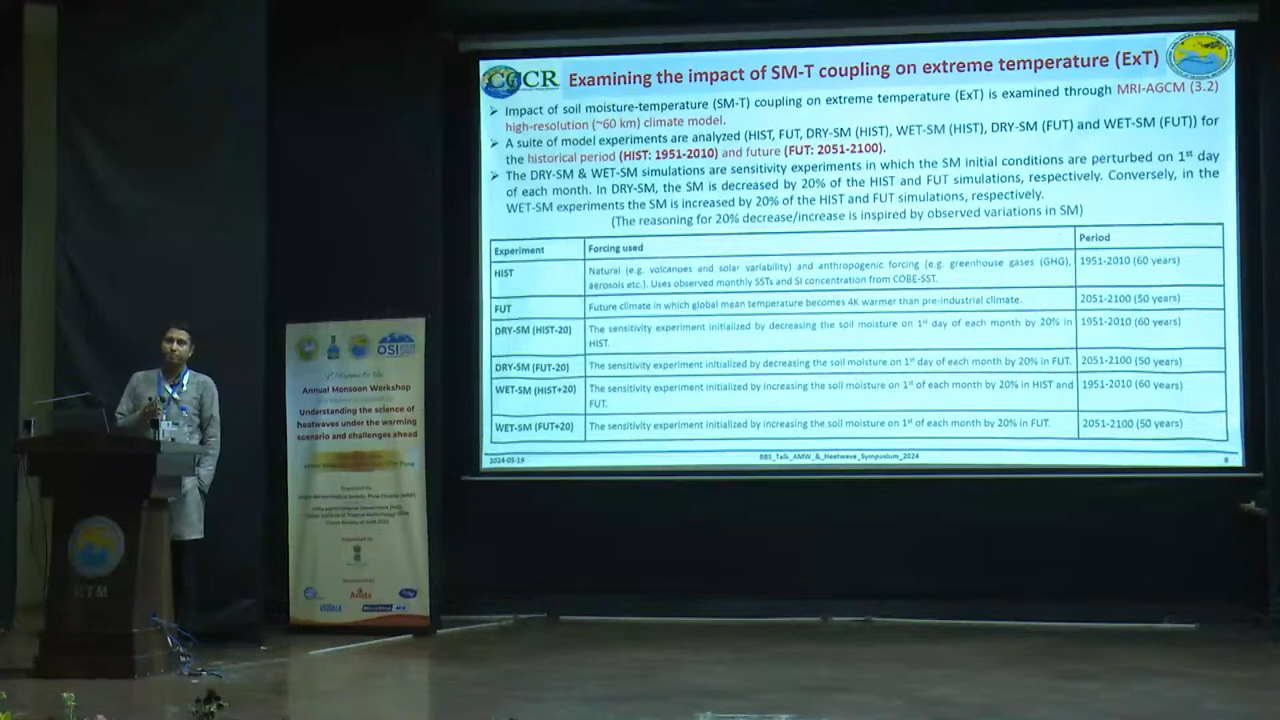 CCCR
Examining the impact of SM-T coupling on extreme temperature (ExT)
➢ Impact of soil moisture-temperature (SM-T) coupling on extreme temperature (ExT) is examined through MRI-AGCM (3.2)
high-resolution (~60 km) climate model.
➢ A suite of model experiments are analyzed (HIST, FUT, DRY-SM (HIST), WET-SM (HIST), DRY-SM (FUT) and WET-SM (FUT)) for
the historical period (HIST: 1951-2010) and future (FUT: 2051-2100).
➢ The DRY-SM & WET-SM simulations are sensitivity experiments in which the SM initial conditions are perturbed on 1st day
of each month. In DRY-SM, the SM is decreased by 20% of the HIST and FUT simulations, respectively. Conversely, in the
WET-SM experiments the SM is increased by 20% of the HIST and FUT simulations, respectively.
(The reasoning for 20% decrease/increase is inspired by observed variations in SM)
Experiment Forcing used Period
HIST Natural (e.g. volcanoes and solar variability) and anthropogenic forcing (e.g. greenhouse gases (GHG), 1951-2010 (60 years)
aerosols etc.). Uses observed monthly SSTs and SI concentration from COBE-SST.
FUT Future climate in which global mean temperature becomes 4K warmer than pre-industrial climate. 2051-2100 (50 years)
DRY-SM (HIST-20) The sensitivity experiment initialized by decreasing the soil moisture on 1st day of each month by 20% in 1951-2010 (60 years)
HIST.
DRY-SM (FUT-20) The sensitivity experiment initialized by decreasing the soil moisture on 1st day of each month by 20% in FUT. 2051-2100 (50 years)
WET-SM (HIST+20) The sensitivity experiment initialized by increasing the soil moisture on 1st of each month by 20% in HIST and 1951-2010 (60 years)
FUT.
WET-SM (FUT+20) The sensitivity experiment initialized by increasing the soil moisture on 1st of each month by 20% in FUT. 2051-2100 (50 years)
2024-03-19 BBS_Talk_AMW_&_Heatwave_Symposium_2024 8
OSI
Annual Monsoon Workshop
Understanding the science of
heatwaves under the warming
scenario and challenges ahead
IITM